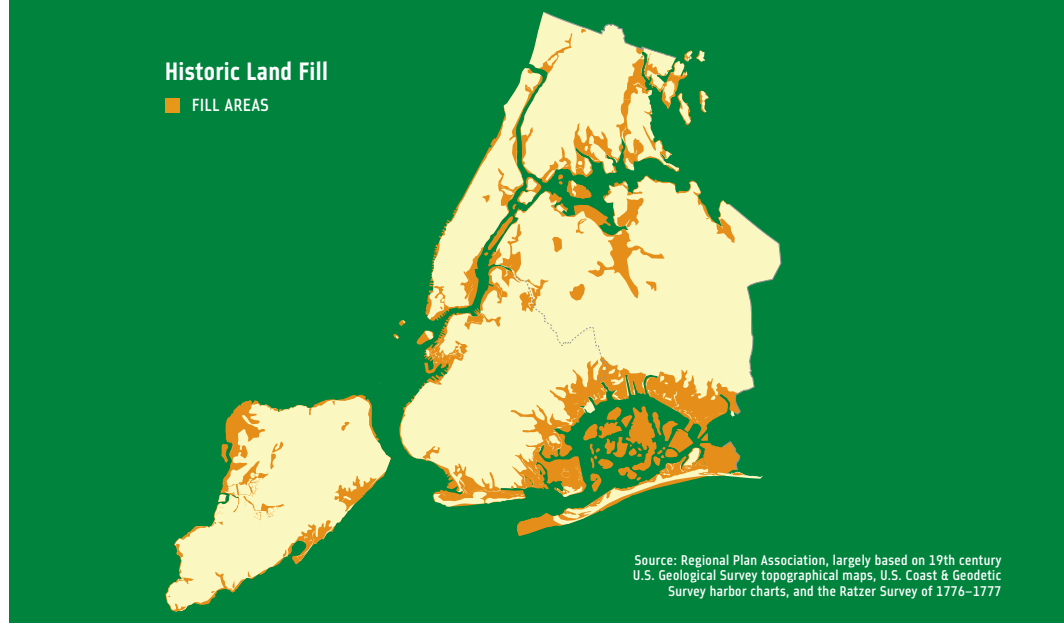 Historic Land Fill
FILL AREAS
Source: Regional Plan Association, largely based on 19th century
U.S. Geological Survey topographical maps, U.S. Coast & Geodetic
Survey harbor charts, and the Ratzer Survey of 1776–1777